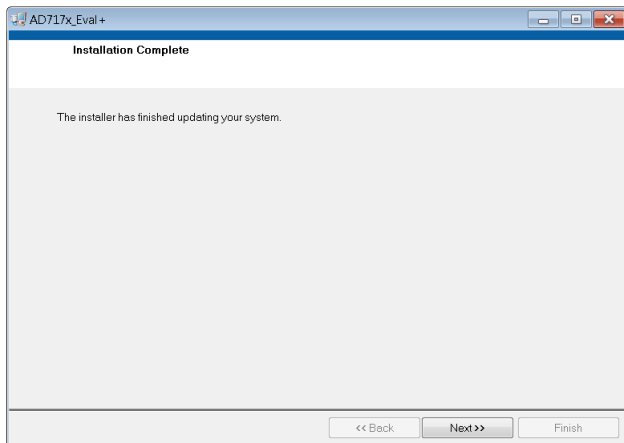 AD717x_Eval+
Installation Complete
The installer has finished updating your system.
<< Back Next >> Finish